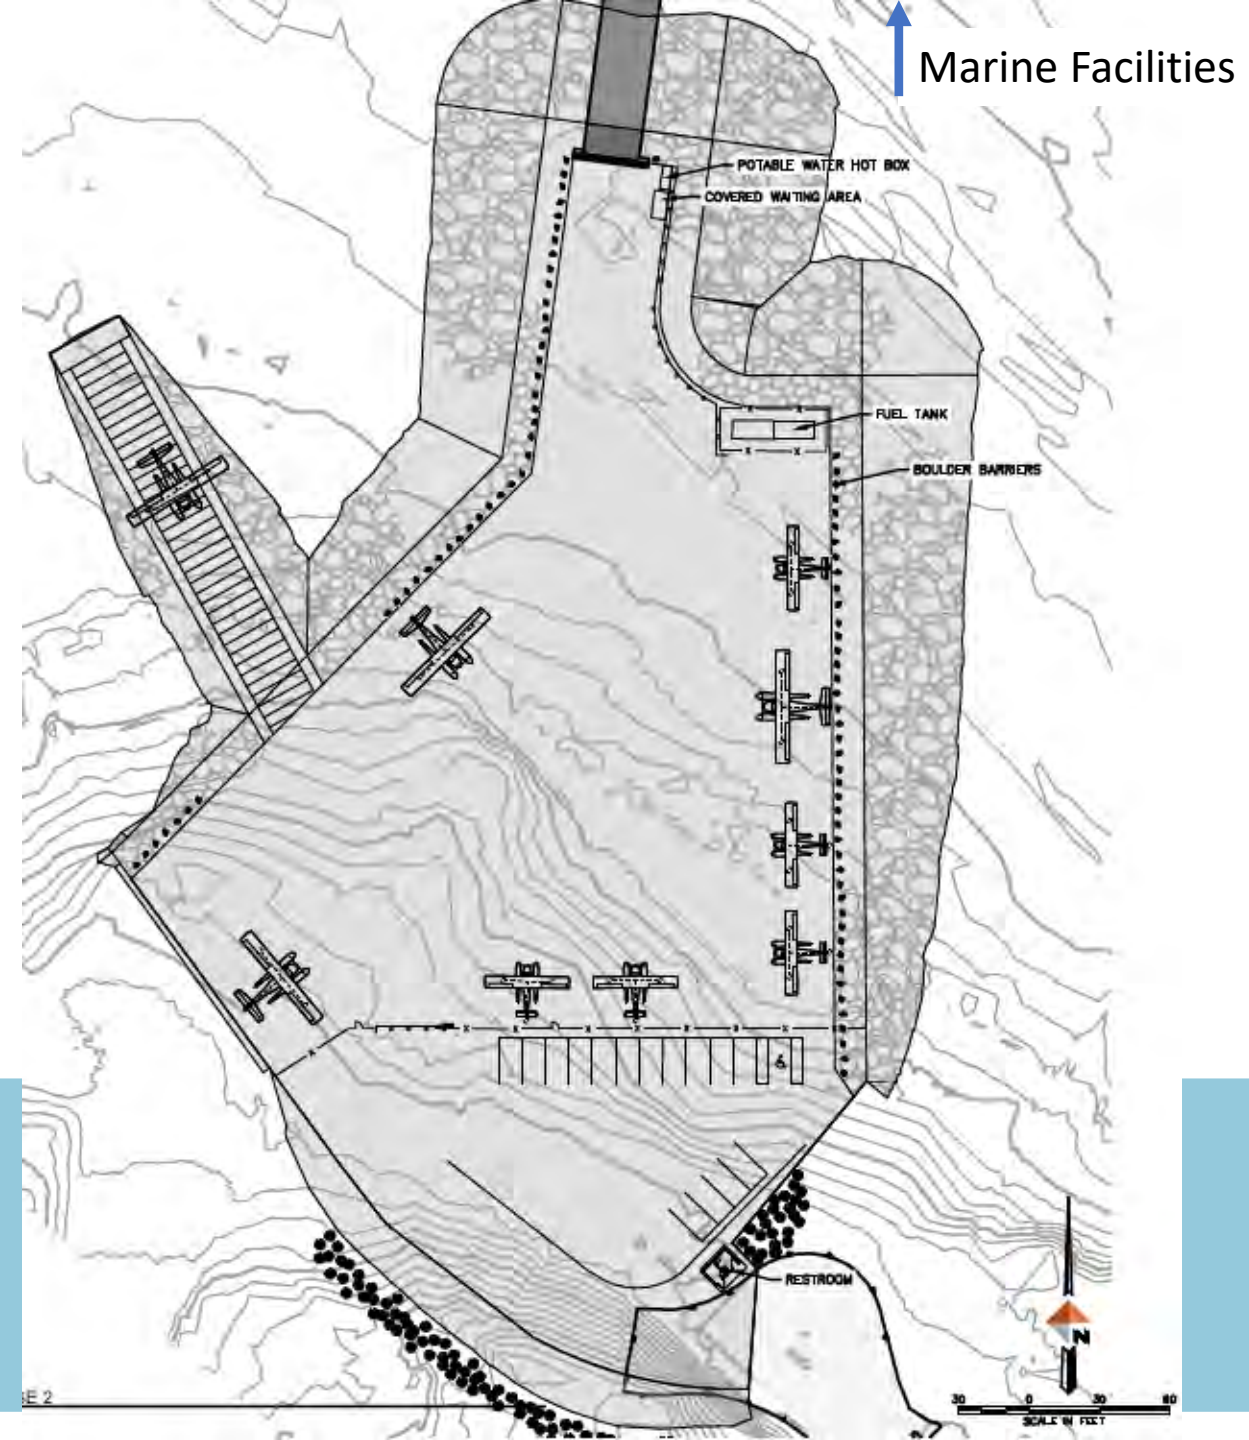 Marine Facilities
POTABLE WATER HOT BOX
COVERED WAITING AREA
FUEL TANK
BOULDER BARRIERS
RESTROOM
N
30 0 30 60
SCALE IN FEET
E 2